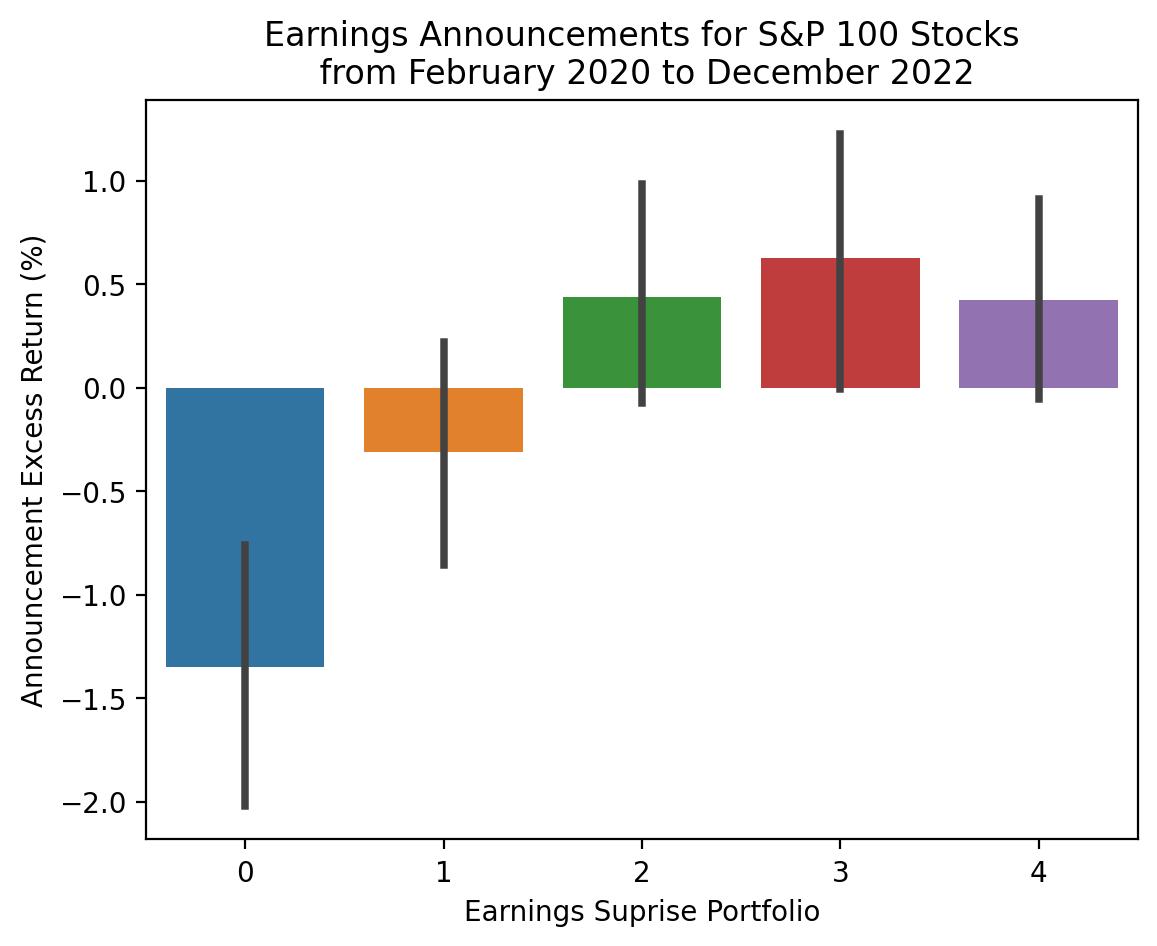 Earnings Announcements for S&P 100 Stocks
from February 2020 to December 2022
Announcement Excess Return (%)
1.0
0.5
0.0
−0.5
−1.0
−1.5
−2.0
0 1 2 3 4
Earnings Suprise Portfolio